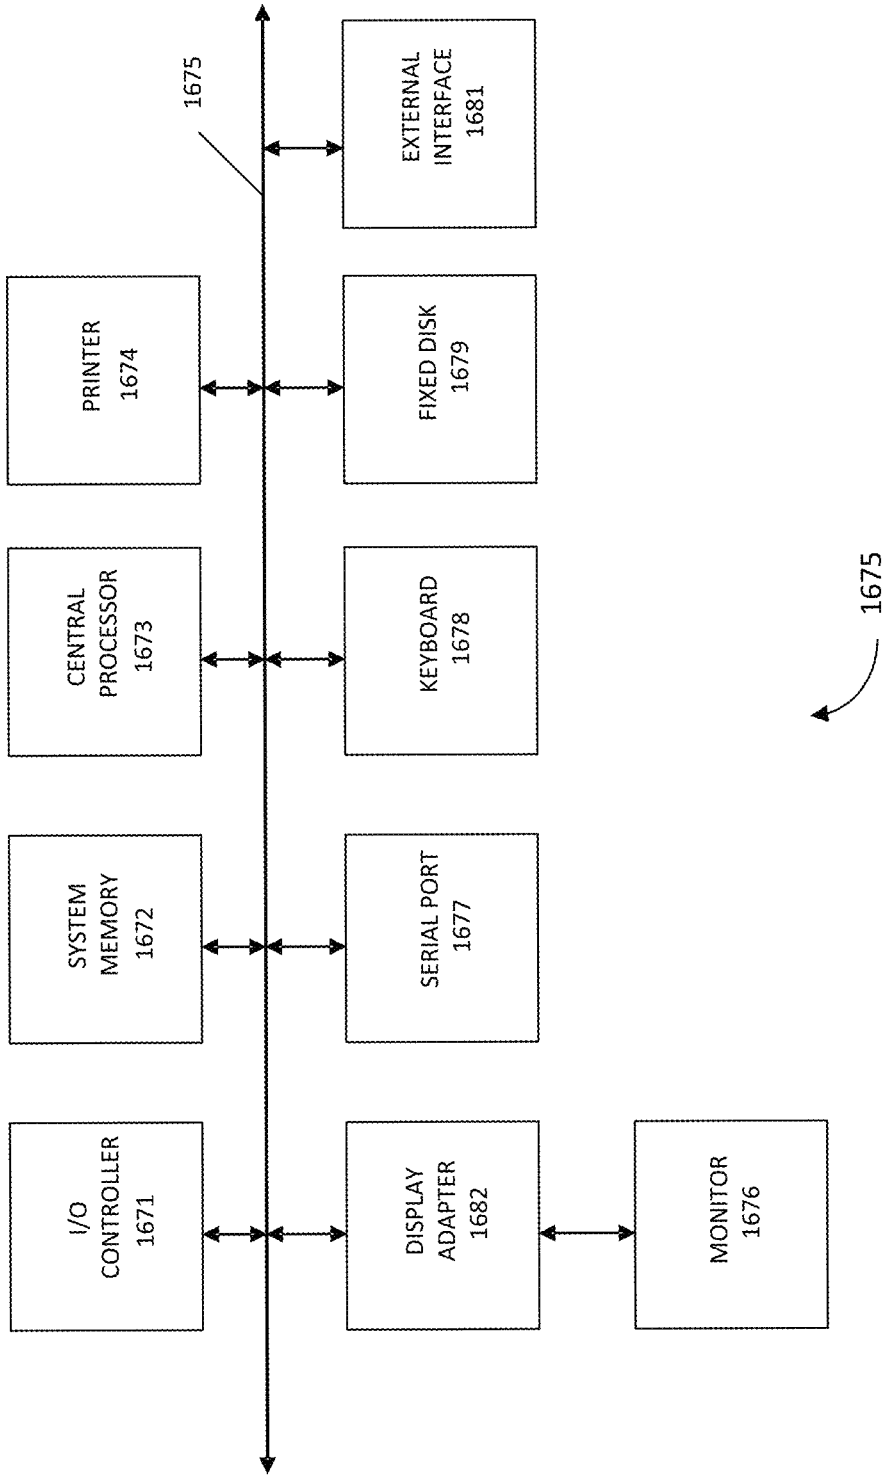 I/O
CONTROLLER
1671
SYSTEM
MEMORY
1672
CENTRAL
PROCESSOR
1673
PRINTER
1674
1675
DISPLAY
ADAPTER
1682
SERIAL PORT
1677
KEYBOARD
1678
FIXED DISK
1679
EXTERNAL
INTERFACE
1681
MONITOR
1676
1675